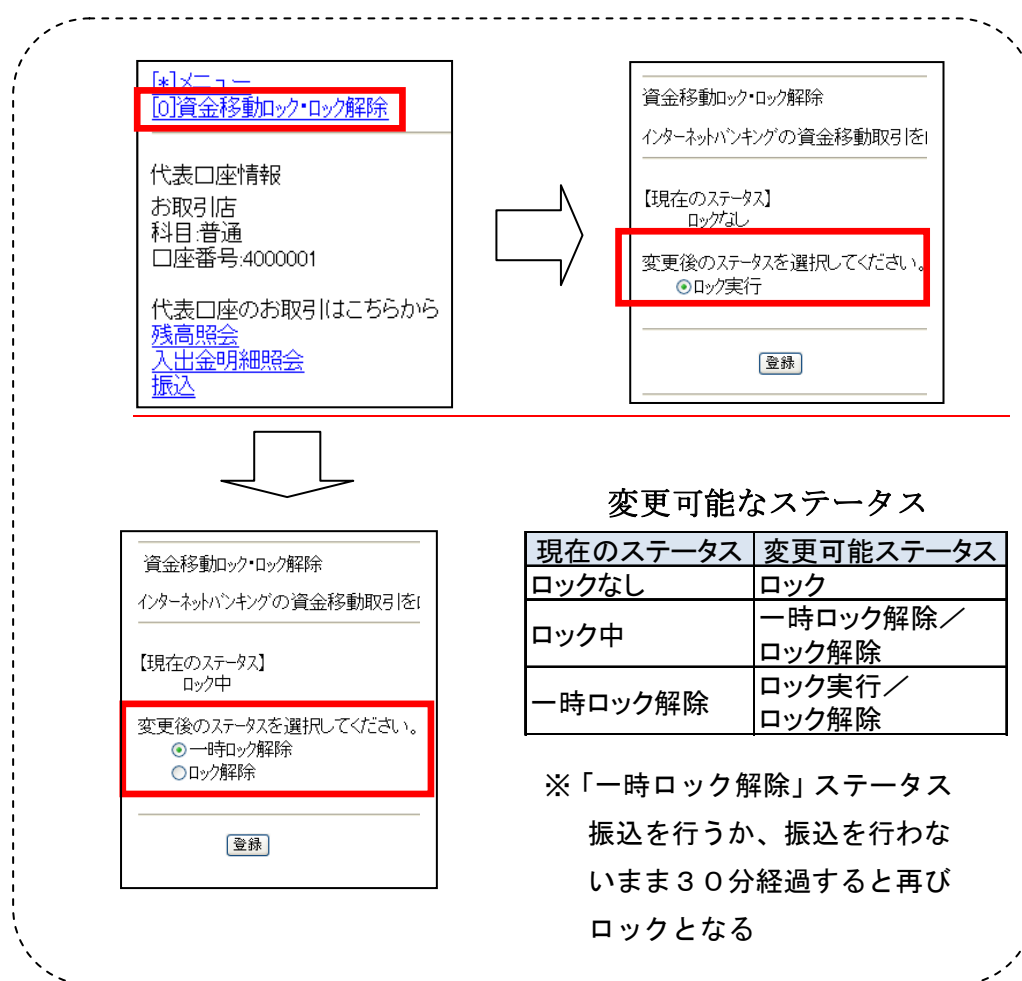 [*]メニュー
[0]資金移動ロック・ロック解除
代表口座情報
お取引店
科目:普通
口座番号:4000001
代表口座のお取引はこちらから
残高照会
入出金明細照会
振込
資金移動ロック・ロック解除
インターネットバンキングの資金移動取引を
【現在のステータス】
ロックなし
変更後のステータスを選択してください。
ロック実行
登録
資金移動ロック・ロック解除
インターネットバンキングの資金移動取引を
【現在のステータス】
ロック中
変更後のステータスを選択してください。
一時ロック解除
ロック解除
登録
変更可能なステータス
現在のステータス 変更可能ステータス
ロックなし ロック
ロック中 一時ロック解除／
ロック解除
一時ロック解除 ロック実行／
ロック解除
※「一時ロック解除」ステータス
振込を行うか、振込を行わな
いまま３０分経過すると再び
ロックとなる